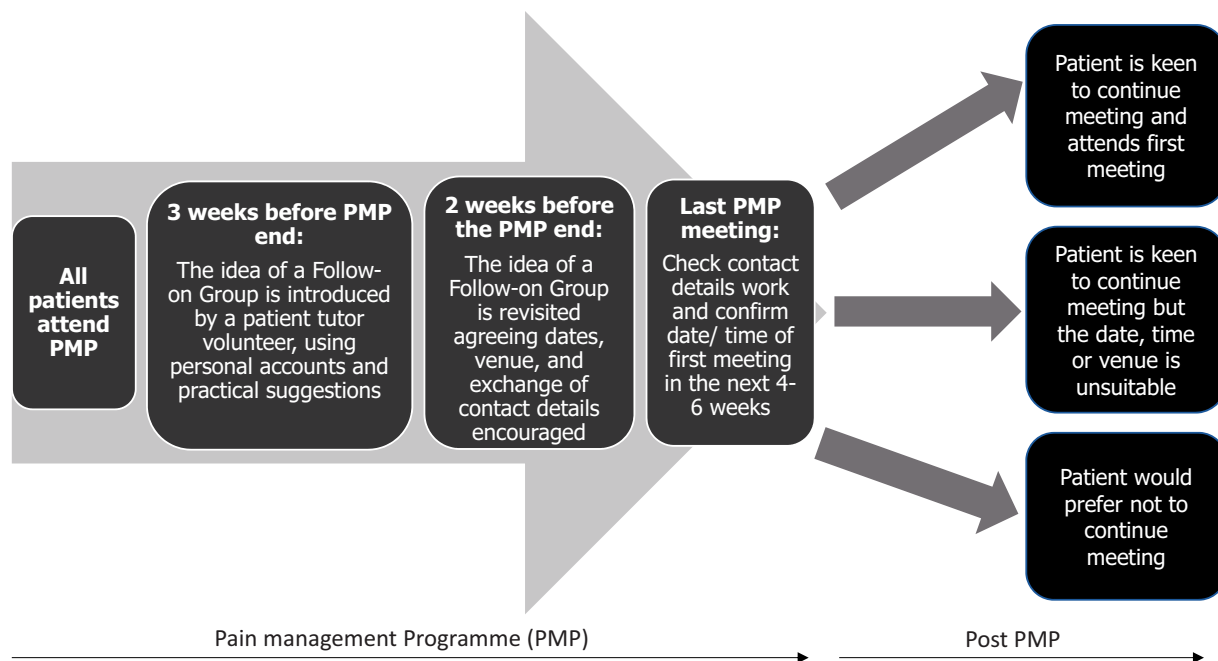 All
patients
attend
PMP
3 weeks before PMP
end:
The idea of a Follow-
on Group is introduced
by a patient tutor
volunteer, using
personal accounts and
practical suggestions
2 weeks before
the PMP end:
The idea of a
Follow-on Group
is revisited
agreeing dates,
venue, and
exchange of
contact details
encouraged
Last PMP
meeting:
Check contact
details work
and confirm
date/ time of
first meeting
in the next 4-
6 weeks
Patient is keen
to continue
meeting and
attends first
meeting
Patient is keen
to continue
meeting but
the date, time
or venue is
unsuitable
Patient would
prefer not to
continue
meeting
Pain management Programme (PMP)
Post PMP